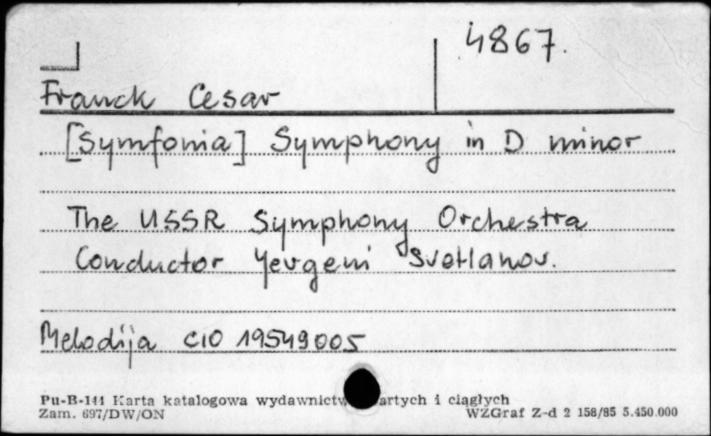 4867.
Franck Cesar
[Symfonia] Symphony in D minor
The USSR Symphony Orchestra
Conductor Yevgeni Svetlanov.
Melodija C10 19549005
Pu-B-141 Karta katalogowa wydawnictw artych i ciągłych
Zam. 697/DW/ON WZGraf Z-d 2 158/85 5.450.000